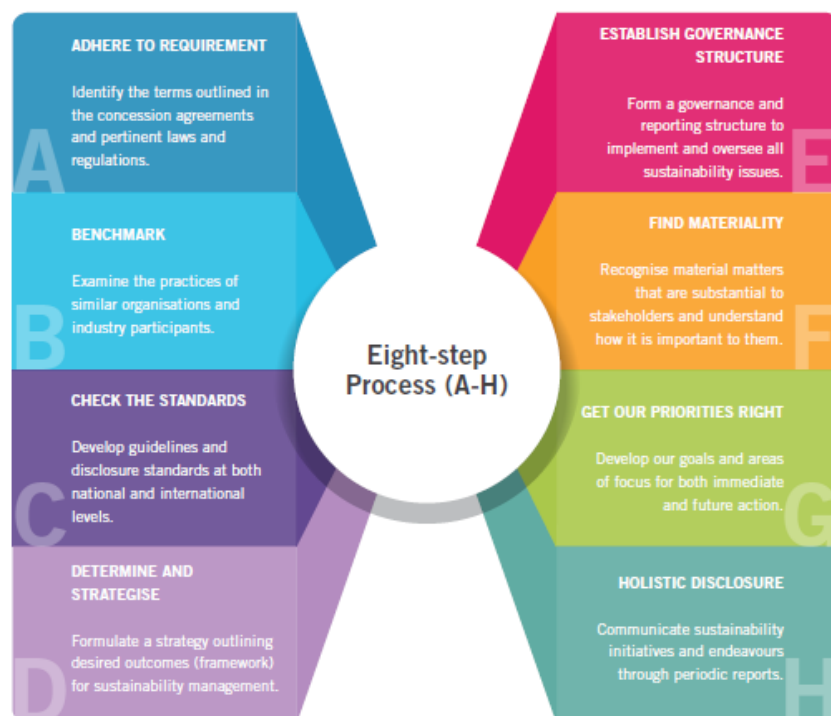 ADHERE TO REQUIREMENT
Identify the terms outlined in
the concession agreements
and pertinent laws and
regulations.
A
BENCHMARK
Examine the practices of
similar organisations and
industry participants.
B
CHECK THE STANDARDS
Develop guidelines and
disclosure standards at both
national and international
levels.
C
DETERMINE AND
STRATEGISE
Formulate a strategy outlining
desired outcomes (framework)
for sustainability management.
D
Eight-step
Process (A-H)
ESTABLISH GOVERNANCE
STRUCTURE
Form a governance and
reporting structure to
implement and oversee all
sustainability issues.
E
FIND MATERIALITY
Recognise material matters
that are substantial to
stakeholders and understand
how it is important to them.
F
GET OUR PRIORITIES RIGHT
Develop our goals and areas
of focus for both immediate
and future action.
G
HOLISTIC DISCLOSURE
Communicate sustainability
initiatives and endeavours
through periodic reports.
H